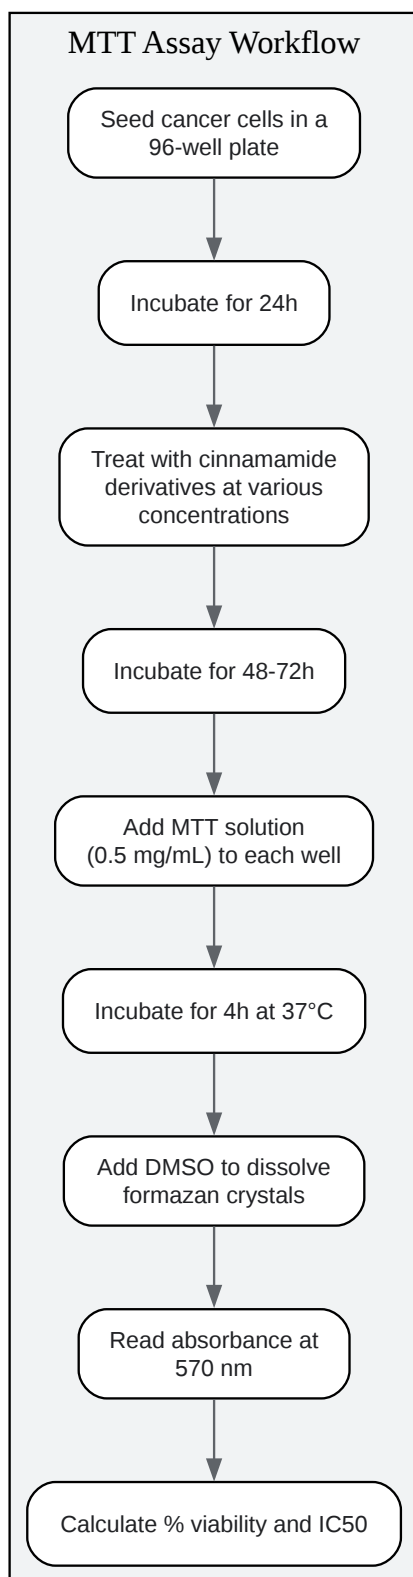 MTT Assay Workflow
Seed cancer cells in a
96-well plate
Incubate for 24h
Treat with cinnamamide
derivatives at various
concentrations
Incubate for 48-72h
Add MTT solution
(0.5 mg/mL) to each well
Incubate for 4h at 37°C
Add DMSO to dissolve
formazan crystals
Read absorbance at
570 nm
Calculate % viability and IC50